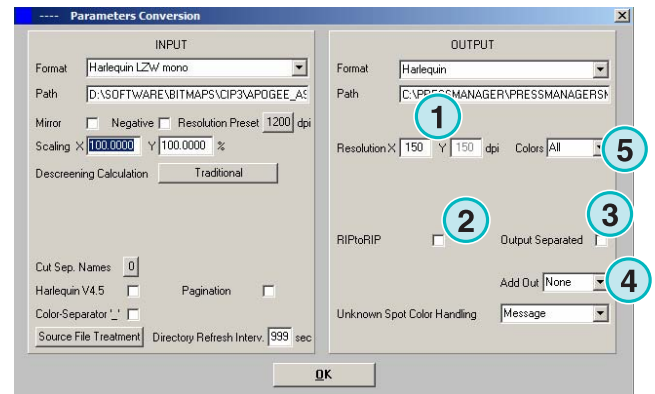 ---- Parameters Conversion
INPUT
Format Harlequin LZW mono
Path D:\SOFTWARE\BITMAPS\CIP3\APOGEE_AS
Mirror Negative Resolution Preset 1200 dpi
Scaling X 100.0000 Y 100.0000 %
Descreening Calculation Traditional
Cut Sep. Names 0
Harlequin V4.5 Pagination
Color-Separator '_'
Source File Treatment Directory Refresh Interv. 999 sec
OUTPUT
Format Harlequin
Path C:\PRESSMANAGER\PRESSMANAGERSM
1
Resolution X 150 Y 150 dpi Colors All 5
RIPtoRIP 2 Output Separated 3
Add Out None 4
Unknown Spot Color Handling Message
OK